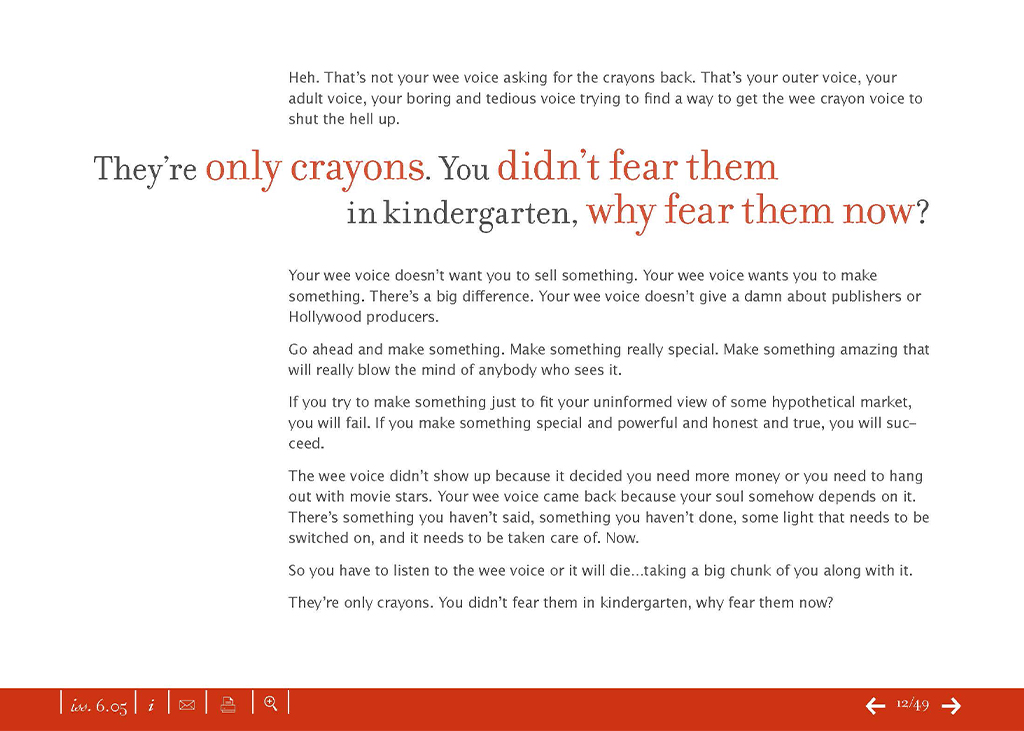 Heh. That's not your wee voice asking for the crayons back. That's your outer voice, your
adult voice, your boring and tedious voice trying to find a way to get the wee crayon voice to
shut the hell up.
They're only crayons. You didn't fear them
in kindergarten, why fear them now?
Your wee voice doesn't want you to sell something. Your wee voice wants you to make
something. There's a big difference. Your wee voice doesn't give a damn about publishers or
Hollywood producers.
Go ahead and make something. Make something really special. Make something amazing that
will really blow the mind of anybody who sees it.
If you try to make something just to fit your uninformed view of some hypothetical market,
you will fail. If you make something special and powerful and honest and true, you will suc–
ceed.
The wee voice didn't show up because it decided you need more money or you need to hang
out with movie stars. Your wee voice came back because your soul somehow depends on it.
There's something you haven't said, something you haven't done, some light that needs to be
switched on, and it needs to be taken care of. Now.
So you have to listen to the wee voice or it will die…taking a big chunk of you along with it.
They're only crayons. You didn't fear them in kindergarten, why fear them now?
iss. 6.05 i 12/49